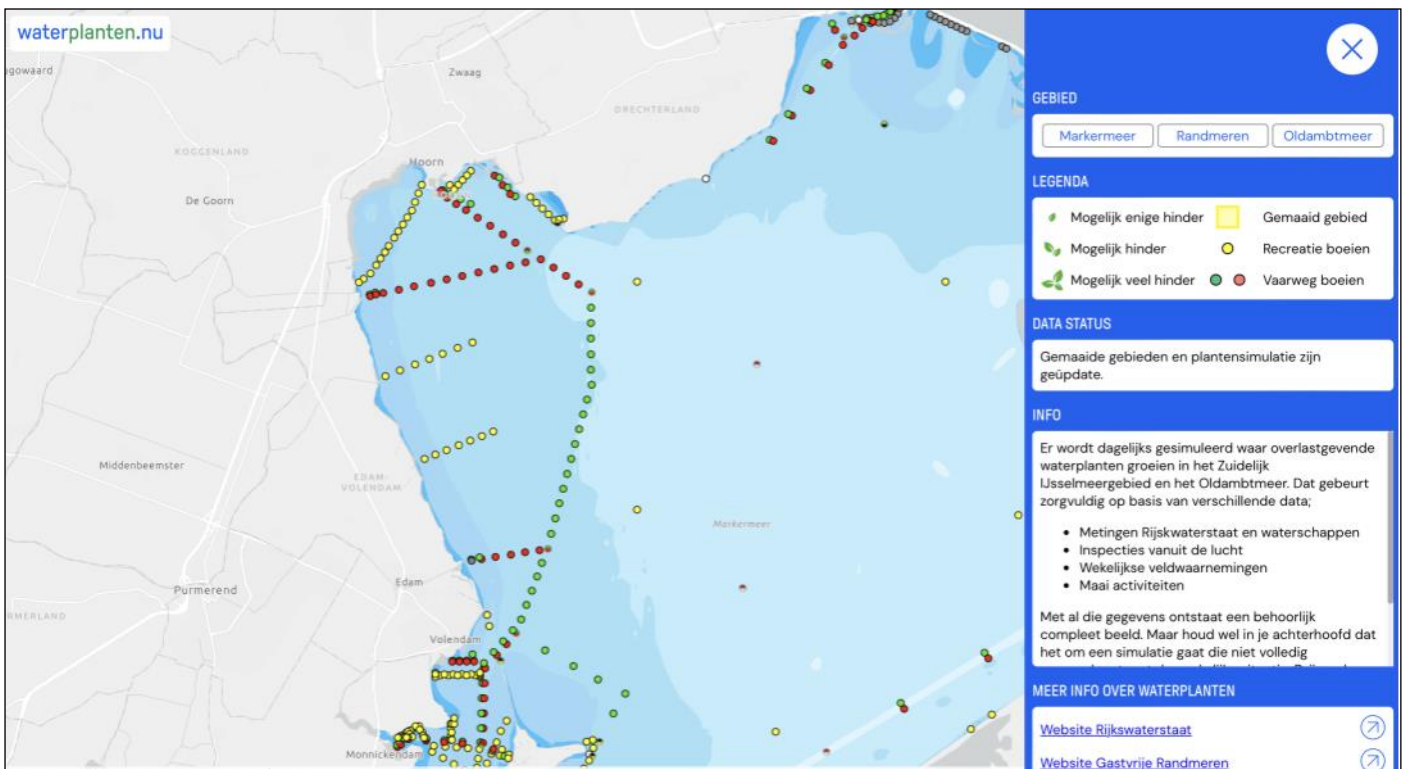 waterplanten.nu
Zwaag
DRECHTERLAND
KOGGENLAND
Hoorn
De Goorn
Middenbeemster
EDAM-
VOLENDAM
Markermeer
Edam
Purmerend
Volendam
Monnickendam
GEBIED
Markermeer Randmeren Oldambtmeer
LEGENDA
Mogelijk enige hinder Gemaaid gebied
Mogelijk hinder Recreatie boeien
Mogelijk veel hinder Vaarweg boeien
DATA STATUS
Gemaaide gebieden en plantensimulatie zijn
geüpdate.
INFO
Er wordt dagelijks gesimuleerd waar overlastgevende
waterplanten groeien in het Zuidelijk
IJsselmeergebied en het Oldambtmeer. Dat gebeurt
zorgvuldig op basis van verschillende data;
• Metingen Rijskwaterstaat en waterschappen
• Inspecties vanuit de lucht
• Wekelijkse veldwaarnemingen
• Maai activiteiten
Met al die gegevens ontstaat een behoorlijk
compleet beeld. Maar houd wel in je achterhoofd dat
het om een simulatie gaat die niet volledig
MEER INFO OVER WATERPLANTEN
Website Rijkswaterstaat
Website Gastvrije Randmeren